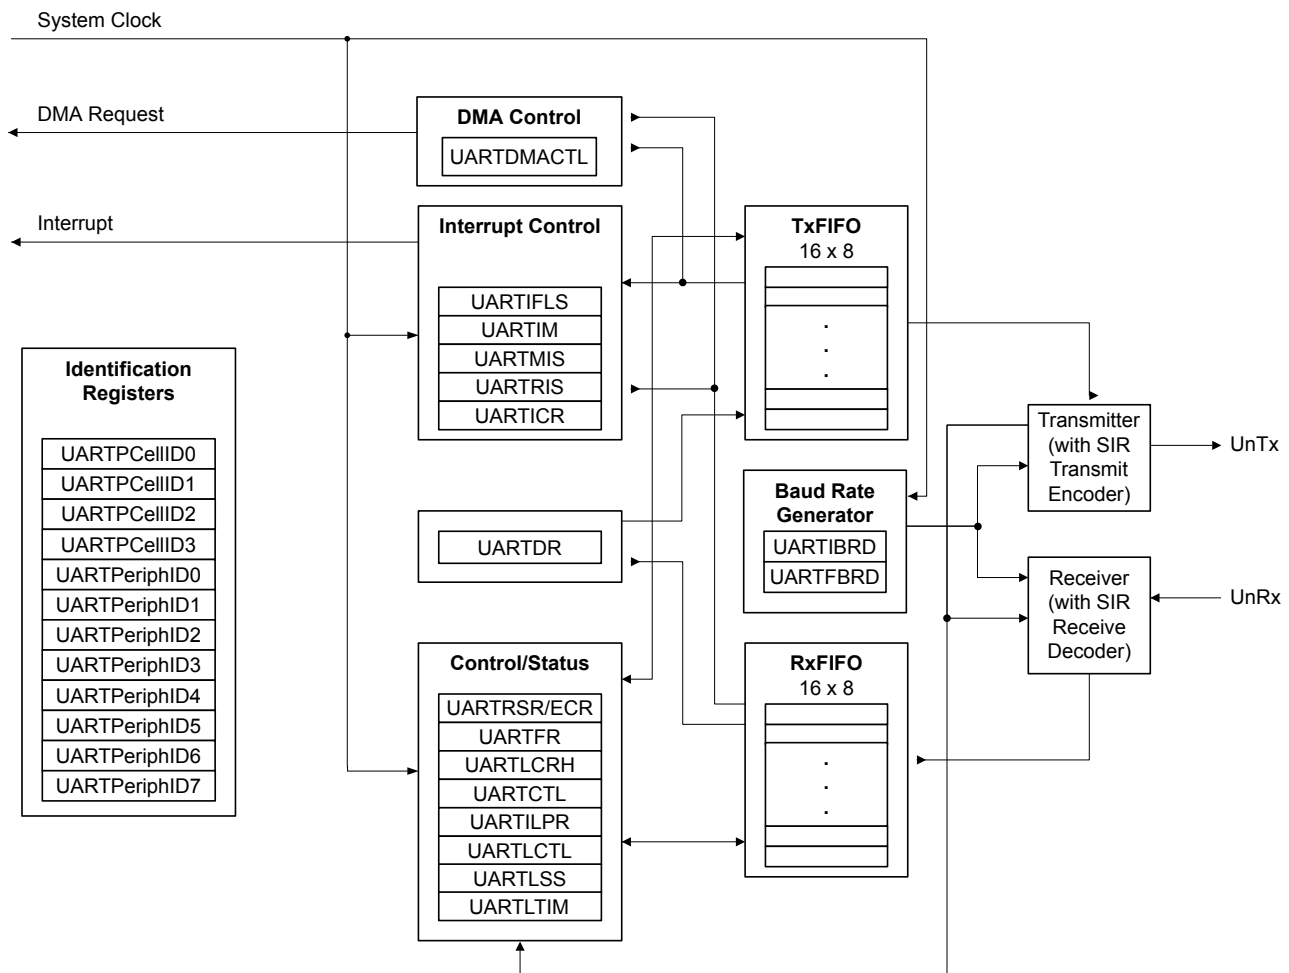 System Clock
DMA Request
DMA Control
UARTDMACTL
Interrupt
Interrupt Control
UARTIFLS
UARTIM
UARTMIS
UARTRIS
UARTICR
TxFIFO
16 x 8
.
.
.
Identification
Registers
UARTPCellID0
UARTPCellID1
UARTPCellID2
UARTPCellID3
UARTPeriphID0
UARTPeriphID1
UARTPeriphID2
UARTPeriphID3
UARTPeriphID4
UARTPeriphID5
UARTPeriphID6
UARTPeriphID7
UARTDR
Baud Rate
Generator
UARTIBRD
UARTFBRD
Transmitter
(with SIR
Transmit
Encoder)
UnTx
Receiver
(with SIR
Receive
Decoder)
UnRx
Control/Status
UARTRSR/ECR
UARTFR
UARTLCRH
UARTCTL
UARTILPR
UARTLCTL
UARTLSS
UARTLTIM
RxFIFO
16 x 8
.
.
.